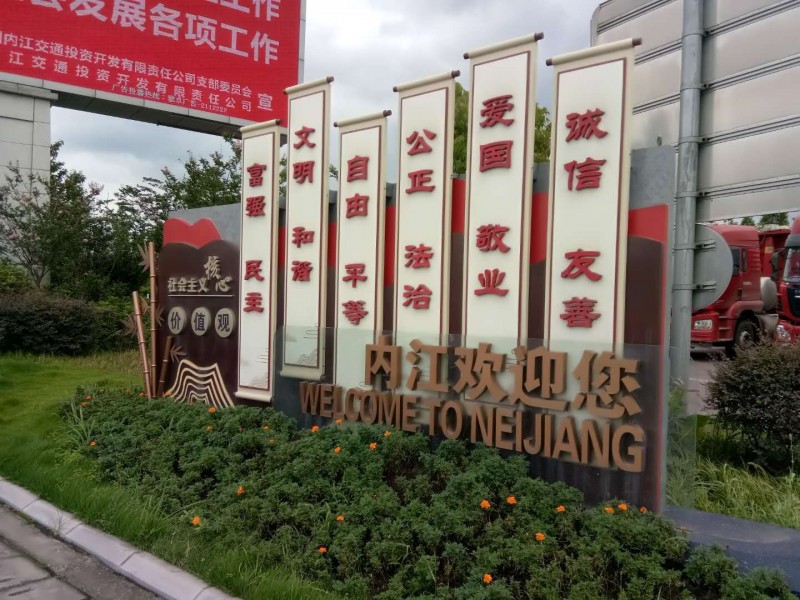 发展各项工作
内江交通投资开发有限责任公司支部委员会
江交通投资开发有限责任公司 宣
富强 民主
文明 和谐
自由 平等
公正 法治
爱国 敬业
诚信 友善
社会主义核心
价值观
内江欢迎您
WELCOME TO NEIJIANG